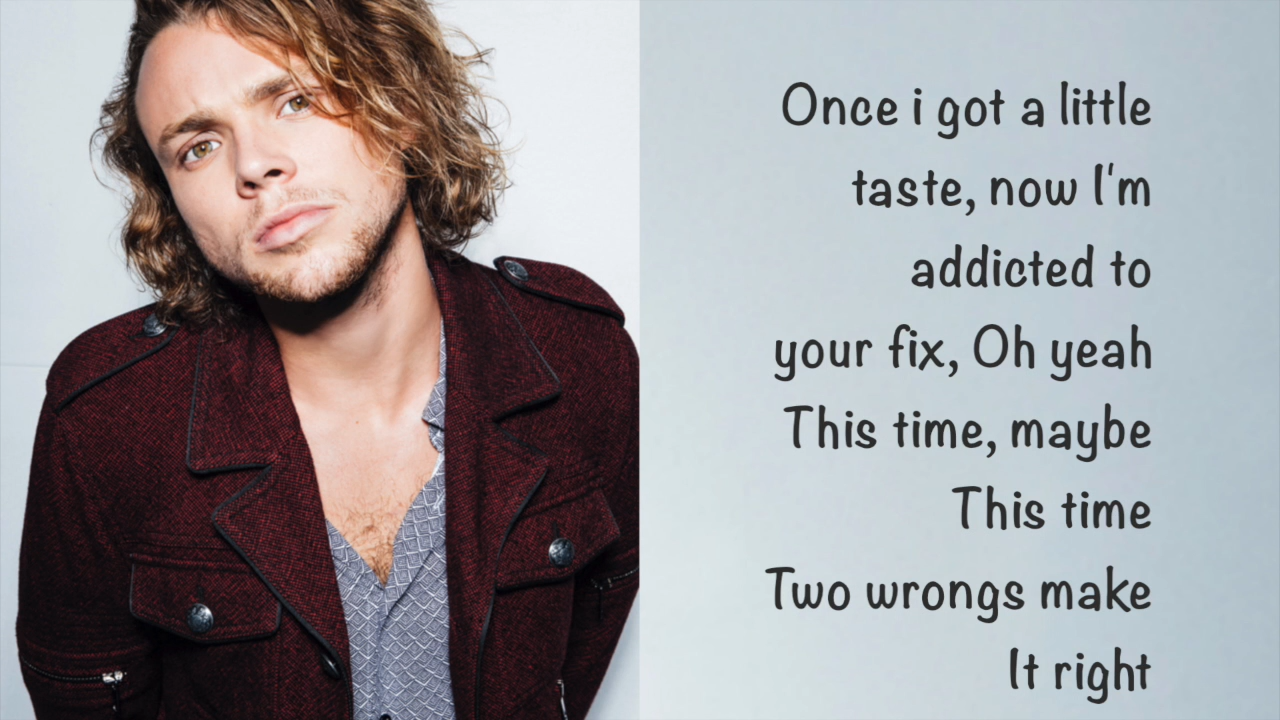 Once i got a little
taste, now I'm
addicted to
your fix, Oh yeah
This time, maybe
This time
Two wrongs make
It right